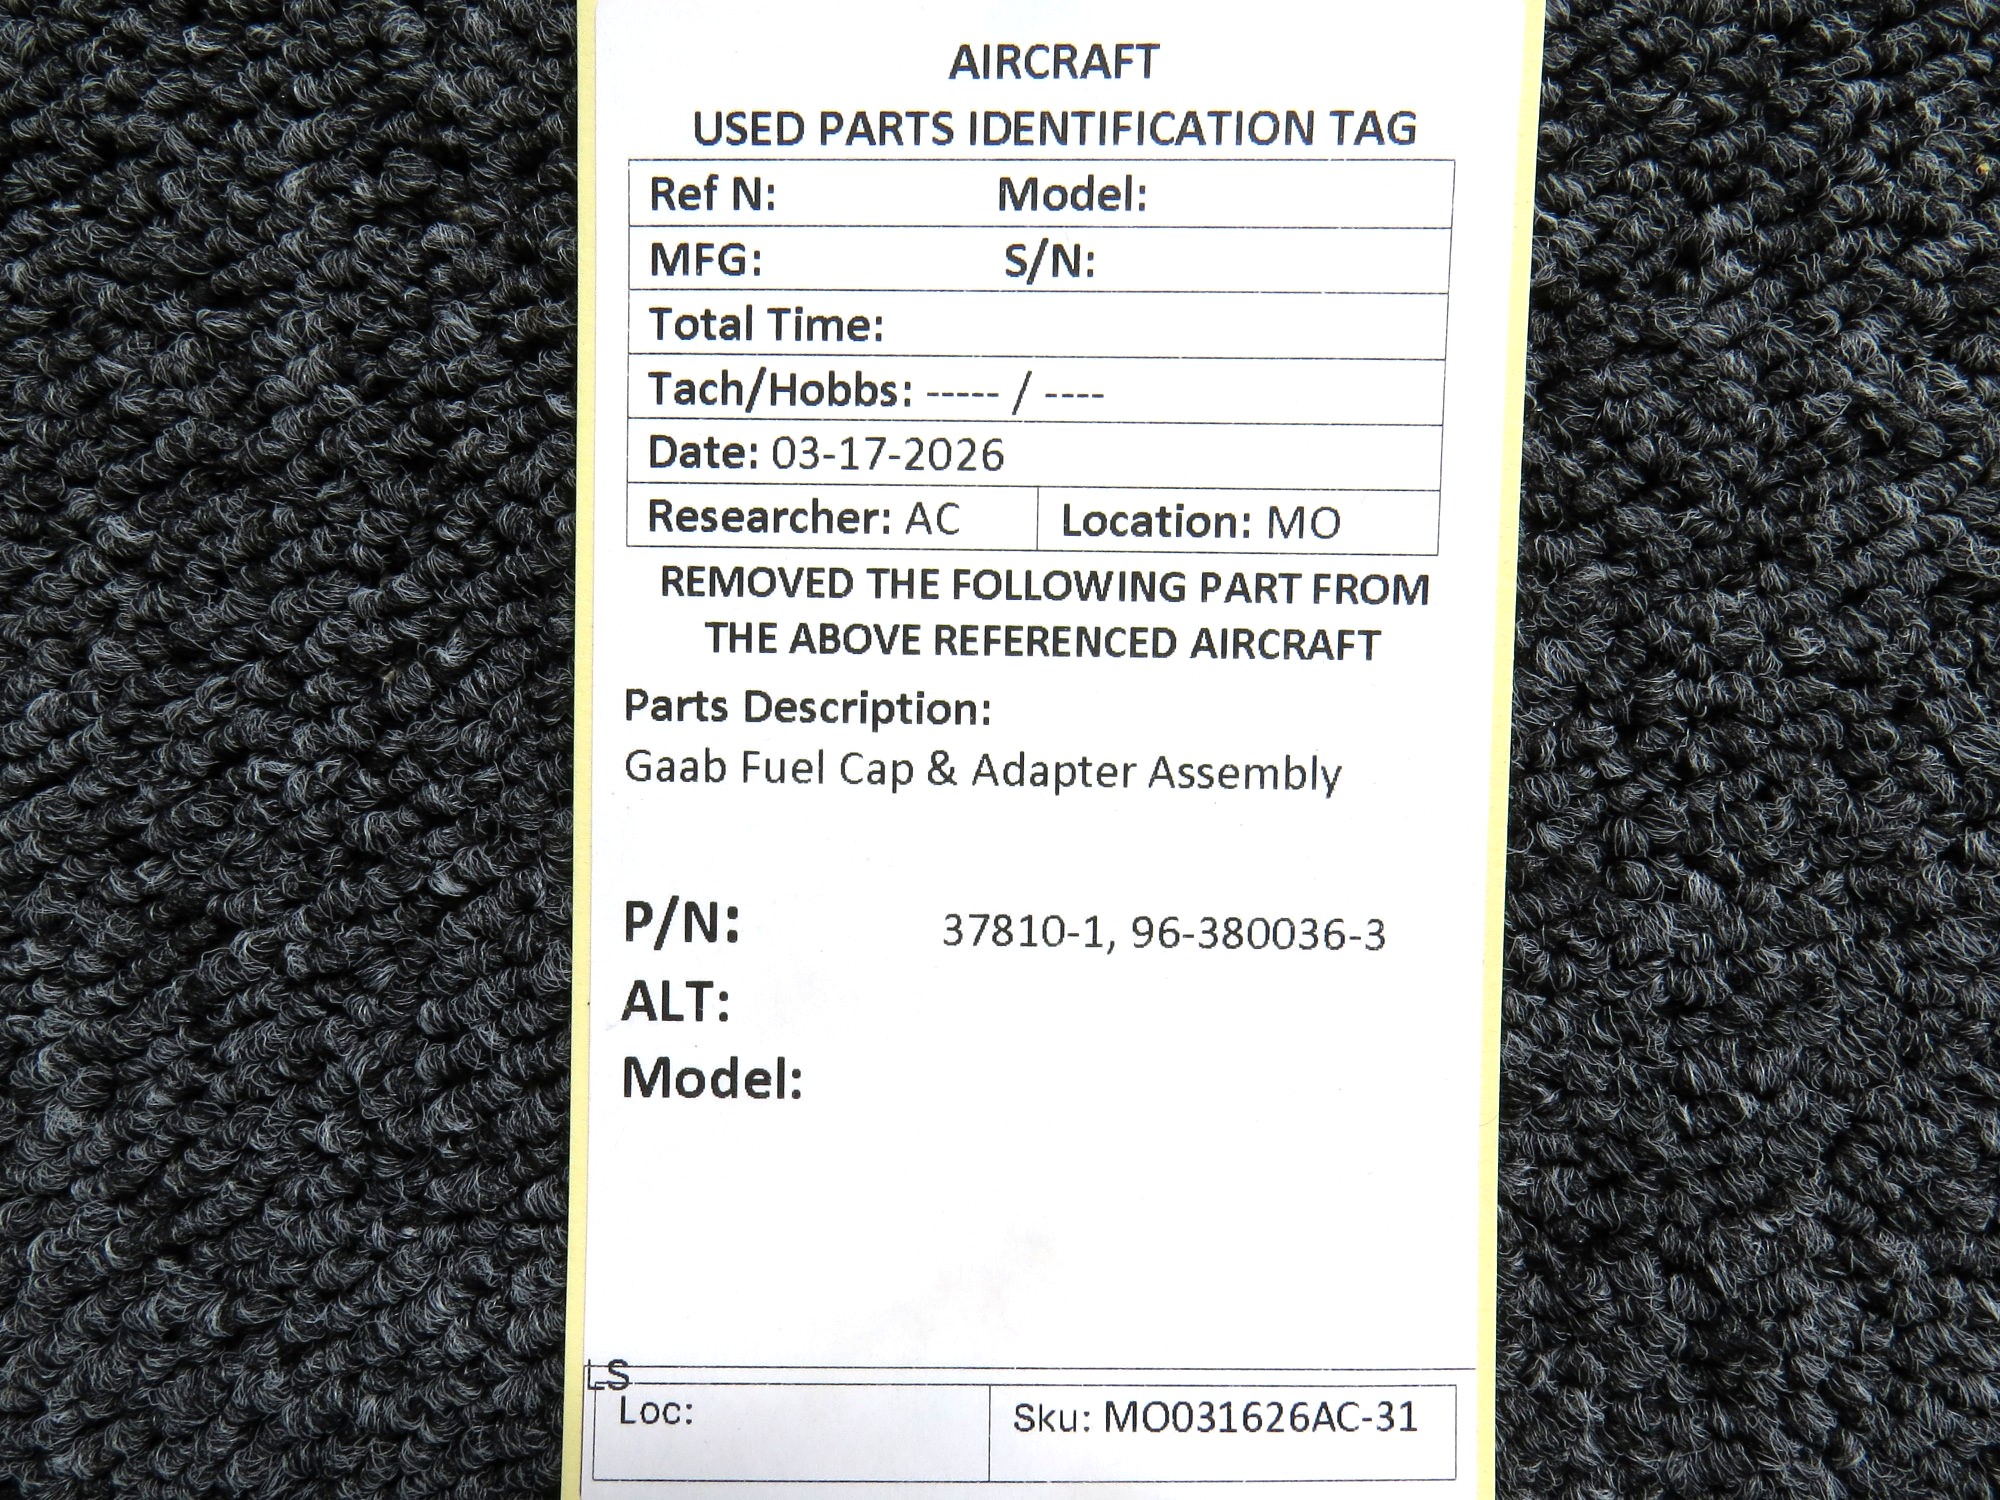 AIRCRAFT
USED PARTS IDENTIFICATION TAG
Ref N: Model:
MFG: S/N:
Total Time:
Tach/Hobbs: ----- / ----
Date: 03-17-2026
Researcher: AC Location: MO
REMOVED THE FOLLOWING PART FROM
THE ABOVE REFERENCED AIRCRAFT
Parts Description:
Gaab Fuel Cap & Adapter Assembly
P/N: 37810-1, 96-380036-3
ALT:
Model:
LS
Loc: Sku: MO031626AC-31